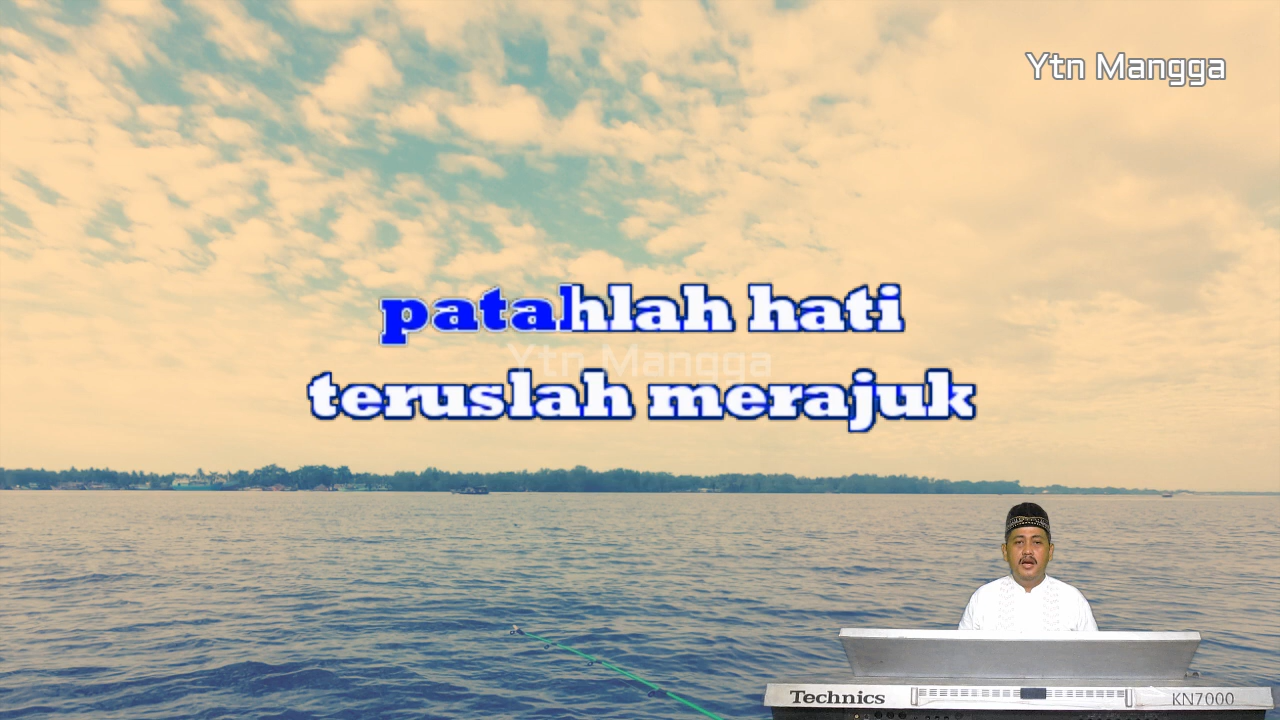 Ytn Mangga
patahlah hati
Ytn Mangga
teruslah merajuk
Technics
KN7000